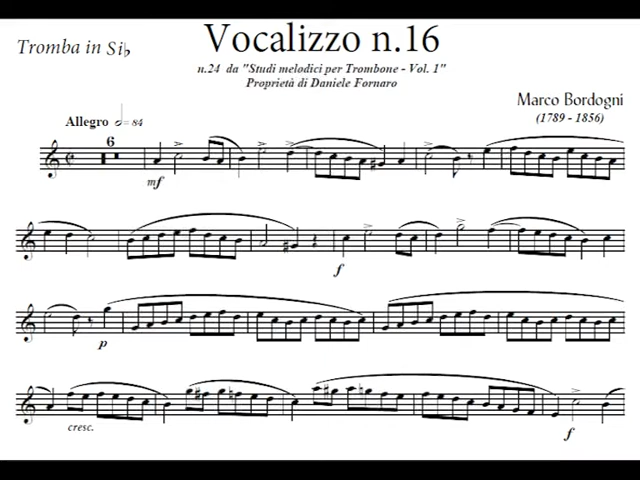 Vocalizzo n.16
Tromba in Si♭
n.24 da "Studi melodici per Trombone - Vol. 1"
Proprietà di Daniele Fornaro
Marco Bordogni
(1789 - 1856)
Allegro 𝅗𝅥 = 84
6
mf
f
p
cresc.
f